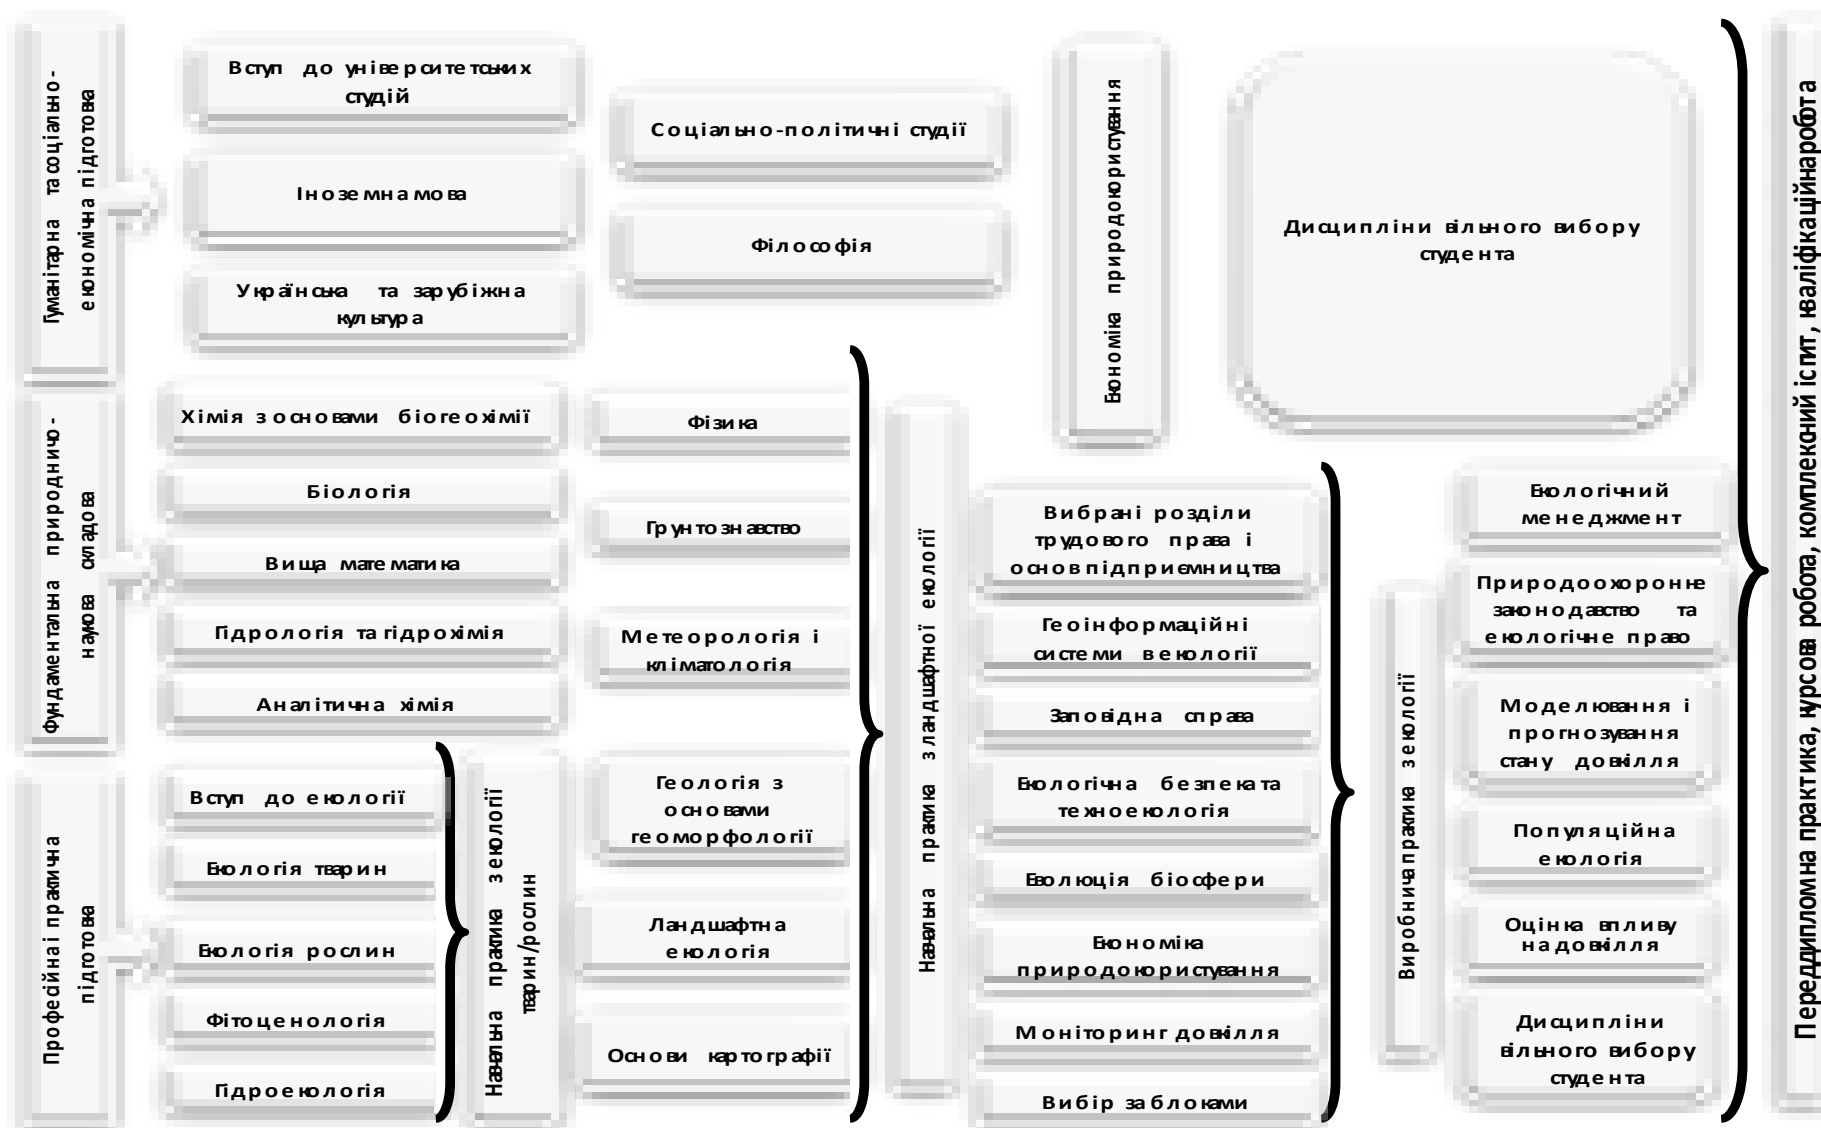 Гуманітарна та соціально-
економічна підготовка
Вступ до університетських
студій
Іноземна мова
Українська та зарубіжна
культура
Соціально-політичні студії
Філософія
Економіка природокористування
Дисципліни вільного вибору
студента
Фундаментальна природничо-
наукова складова
Хімія з основами біогеохімії
Біологія
Вища математика
Гідрологія та гідрохімія
Аналітична хімія
Фізика
Грунтознавство
Метеорологія і
кліматологія
Професійна і практична
підготовка
Вступ до екології
Екологія тварин
Екологія рослин
Фітоценологія
Гідроекологія
Навчальна практика з екології
тварин/рослин
Геологія з
основами
геоморфології
Ландшафтна
екологія
Основи картографії
Навчальна практика з ландшафтної екології
Вибрані розділи
трудового права і
основ підприємництва
Геоінформаційні
системи в екології
Заповідна справа
Екологічна безпека та
техноекологія
Еволюція біосфери
Економіка
природокористування
Моніторинг довкілля
Вибір за блоками
Виробнича практика з екології
Екологічний
менеджмент
Природоохоронне
законодавство та
екологічне право
Моделювання і
прогнозування
стану довкілля
Популяційна
екологія
Оцінка впливу
на довкілля
Дисципліни
вільного вибору
студента
Переддипломна практика, курсова робота, комплексний іспит, кваліфікаційна робота